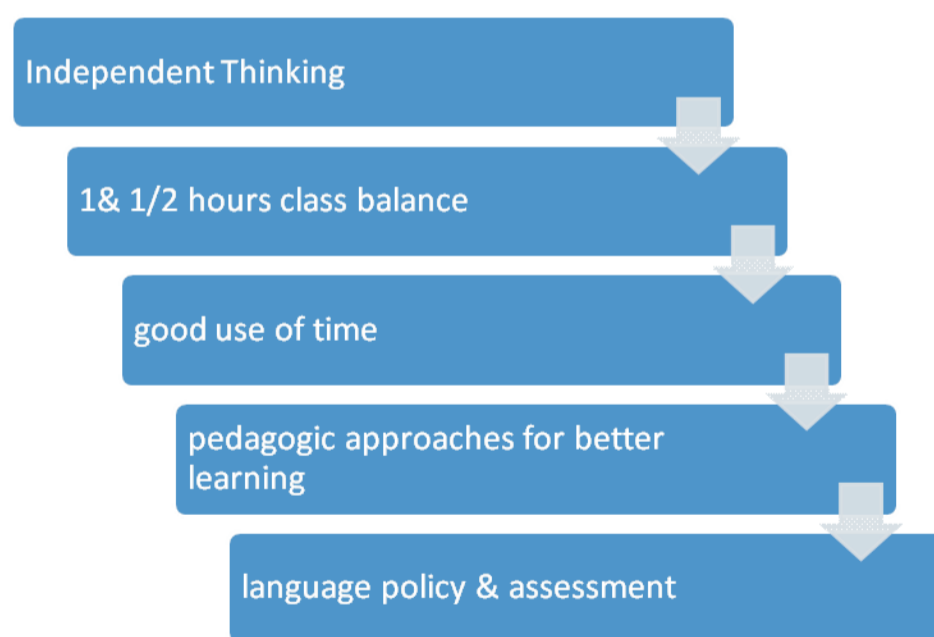 Independent Thinking
1& 1/2 hours class balance
good use of time
pedagogic approaches for better
learning
language policy & assessment